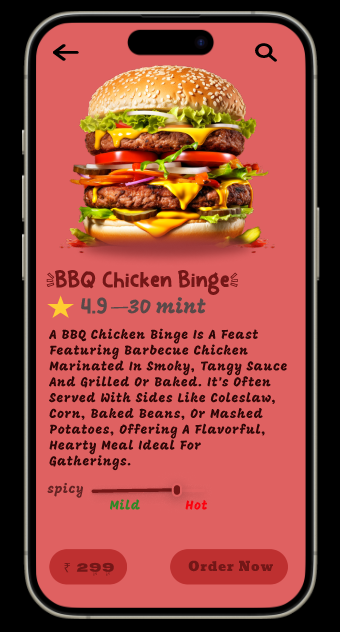 BBQ Chicken Binge
4.9 —30 mint
A BBQ Chicken Binge Is A Feast
Featuring Barbecue Chicken
Marinated In Smoky, Tangy Sauce
And Grilled Or Baked. It's Often
Served With Sides Like Coleslaw,
Corn, Baked Beans, Or Mashed
Potatoes, Offering A Flavorful,
Hearty Meal Ideal For
Gatherings.
spicy
Mild Hot
₹ 299 Order Now